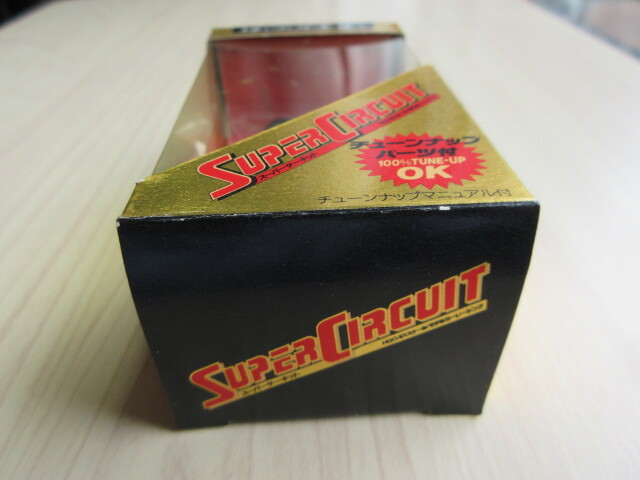 SUPER CIRCUIT
スーパーサーキット
チューンナップ
パーツ付
100% TUNE-UP
OK
チューンナップマニュアル付
SUPER CIRCUIT
スーパーサーキット